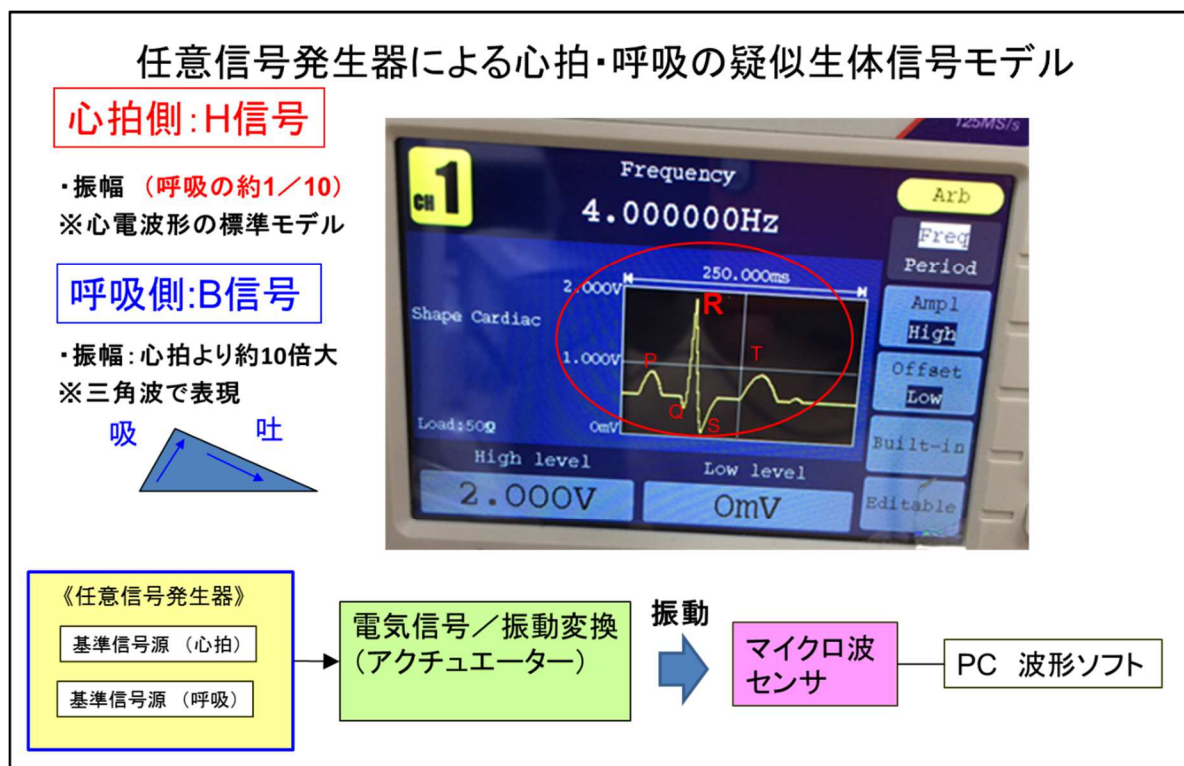 任意信号発生器による心拍・呼吸の疑似生体信号モデル
心拍側:H信号
・振幅 (呼吸の約1/10)
※心電波形の標準モデル
呼吸側:B信号
・振幅:心拍より約10倍大
※三角波で表現
吸 吐
125MS/s
CH 1
Frequency
4.000000Hz
Arb
Freq
Period
Ampl
High
Offset
Low
Built-in
Editable
250.000ms
2.000V
R
Shape Cardiac
1.000V
P
T
Q
S
Load:50Ω
0mV
High level
Low level
2.000V
0mV
《任意信号発生器》
基準信号源 (心拍)
基準信号源 (呼吸)
電気信号/振動変換
(アクチュエーター)
振動
マイクロ波
センサ
PC 波形ソフト